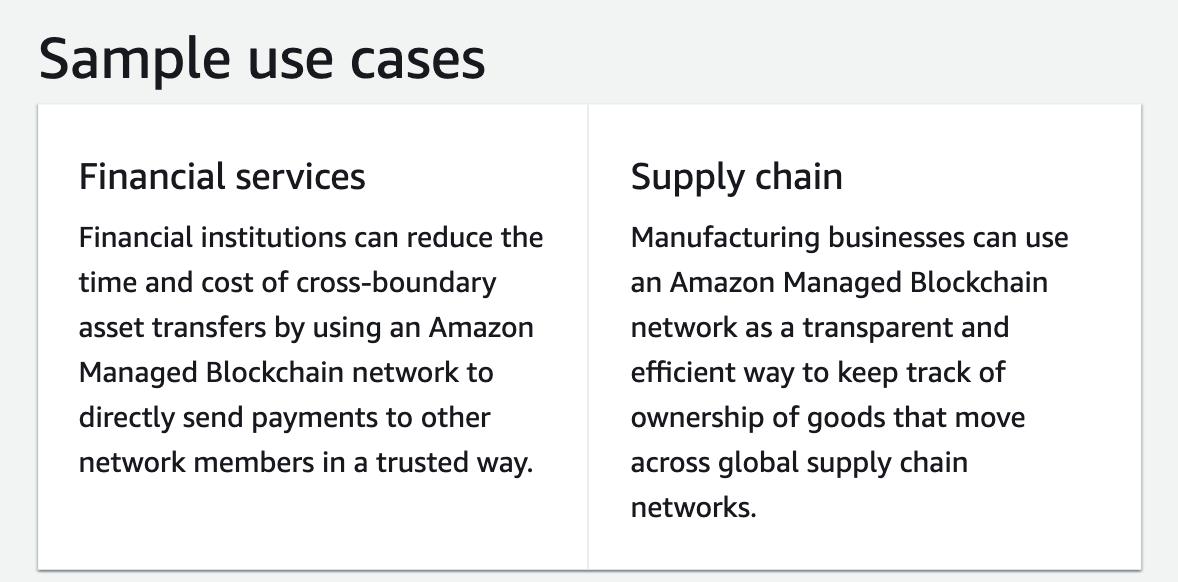 Sample use cases
Financial services
Financial institutions can reduce the
time and cost of cross-boundary
asset transfers by using an Amazon
Managed Blockchain network to
directly send payments to other
network members in a trusted way.
Supply chain
Manufacturing businesses can use
an Amazon Managed Blockchain
network as a transparent and
efficient way to keep track of
ownership of goods that move
across global supply chain
networks.